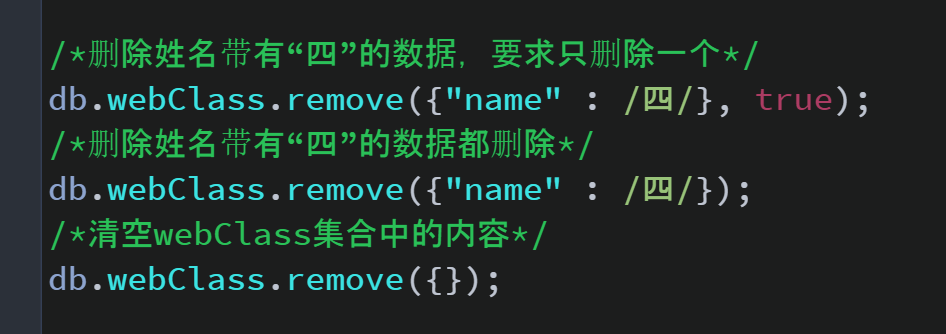 /*删除姓名带有“四”的数据，要求只删除一个*/
db.webClass.remove({"name" : /四/}, true);
/*删除姓名带有“四”的数据都删除*/
db.webClass.remove({"name" : /四/});
/*清空webClass集合中的内容*/
db.webClass.remove({});